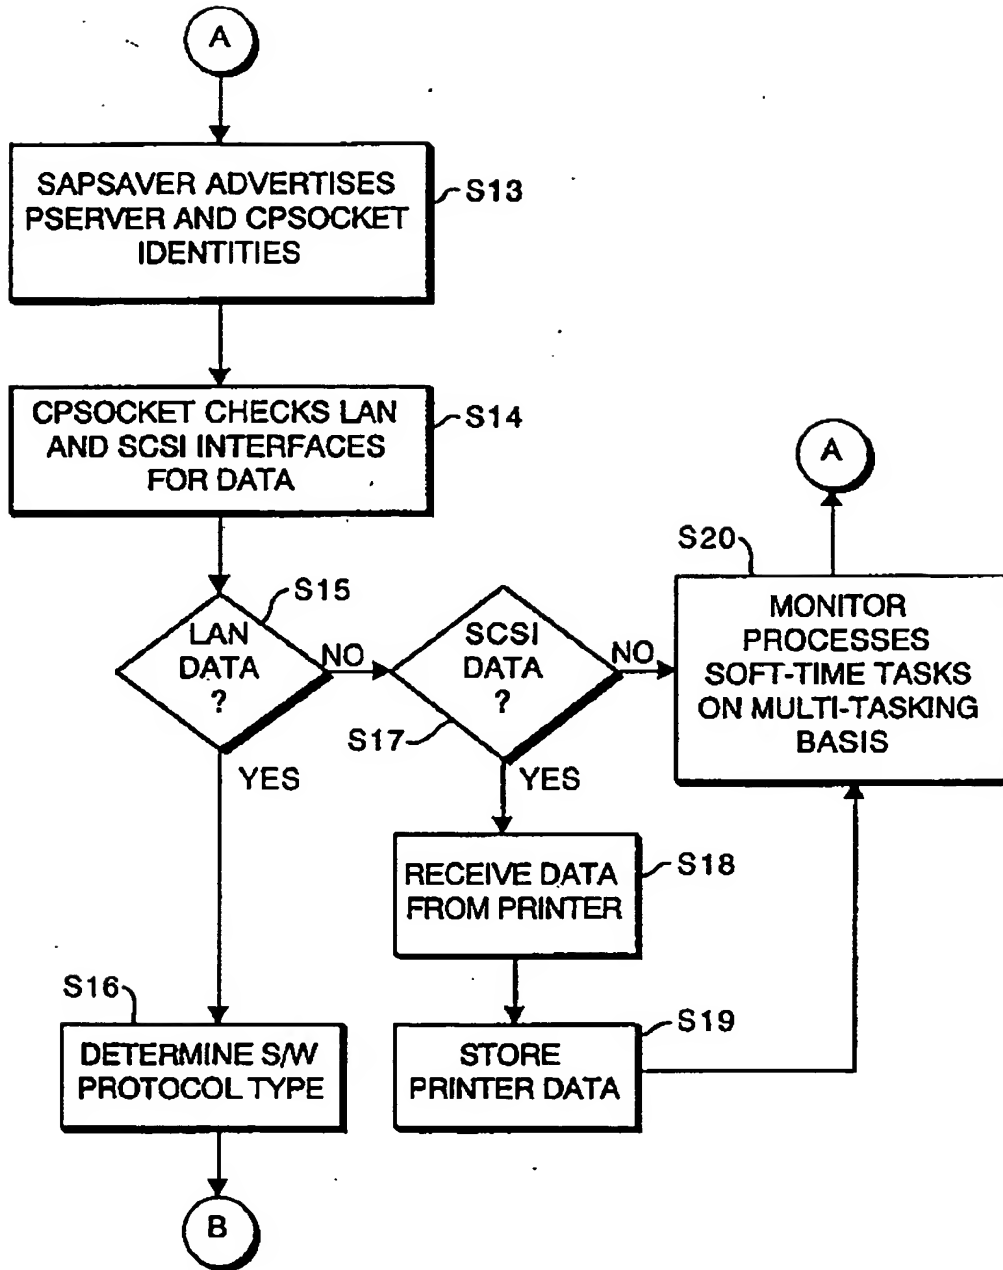 A
SAPSAVER ADVERTISES
PSERVER AND CPSOCKET
IDENTITIES
S13
CPSOCKET CHECKS LAN
AND SCSI INTERFACES
FOR DATA
S14
A
S15
LAN
DATA
?
NO
YES
SCSI
DATA
?
S17
NO
YES
S20
MONITOR
PROCESSES
SOFT-TIME TASKS
ON MULTI-TASKING
BASIS
RECEIVE DATA
FROM PRINTER
S18
S16
DETERMINE S/W
PROTOCOL TYPE
STORE
PRINTER DATA
S19
B